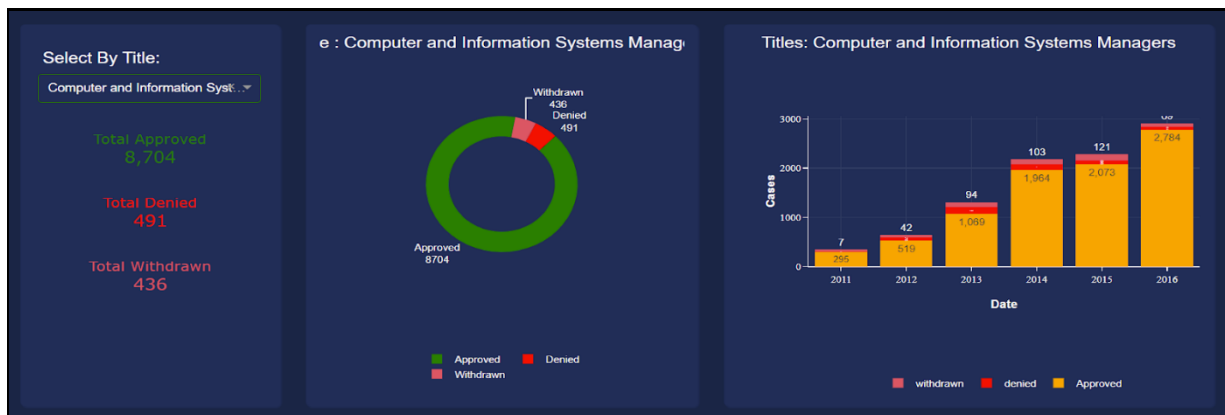 Select By Title:
Computer and Information Syst
Total Approved
8,704
Total Denied
491
Total Withdrawn
436
e : Computer and Information Systems Manag
Withdrawn
436
Denied
491
Approved
8704
Approved
Denied
Withdrawn
Titles: Computer and Information Systems Managers
Cases
3000
2000
1000
0
7
295
42
519
94
1,069
103
1,964
121
2,073
2,784
2011
2012
2013
2014
2015
2016
Date
withdrawn
denied
Approved